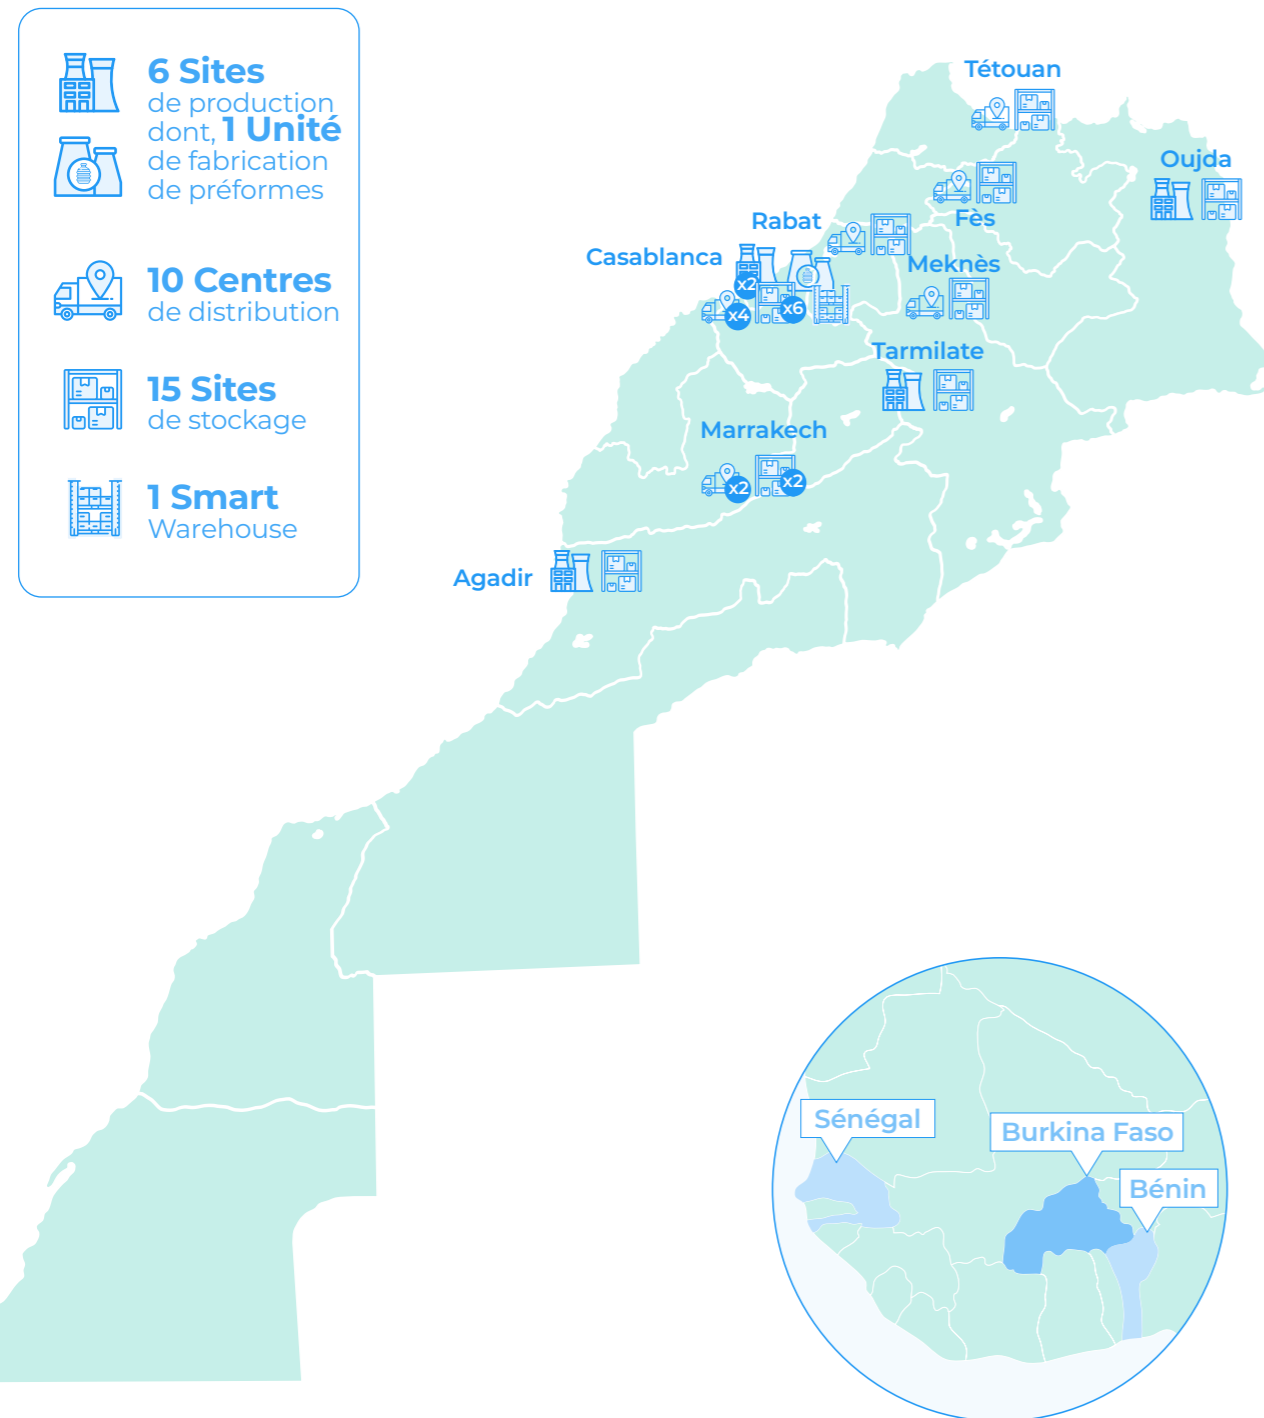 6 Sites
de production
dont, 1 Unité
de fabrication
de préformes
10 Centres
de distribution
15 Sites
de stockage
1 Smart
Warehouse
Tétouan
Oujda
Fès
Rabat
Casablanca
x2
x4
x6
Meknès
Tarmilate
Marrakech
x2
x2
Agadir
Sénégal
Burkina Faso
Bénin